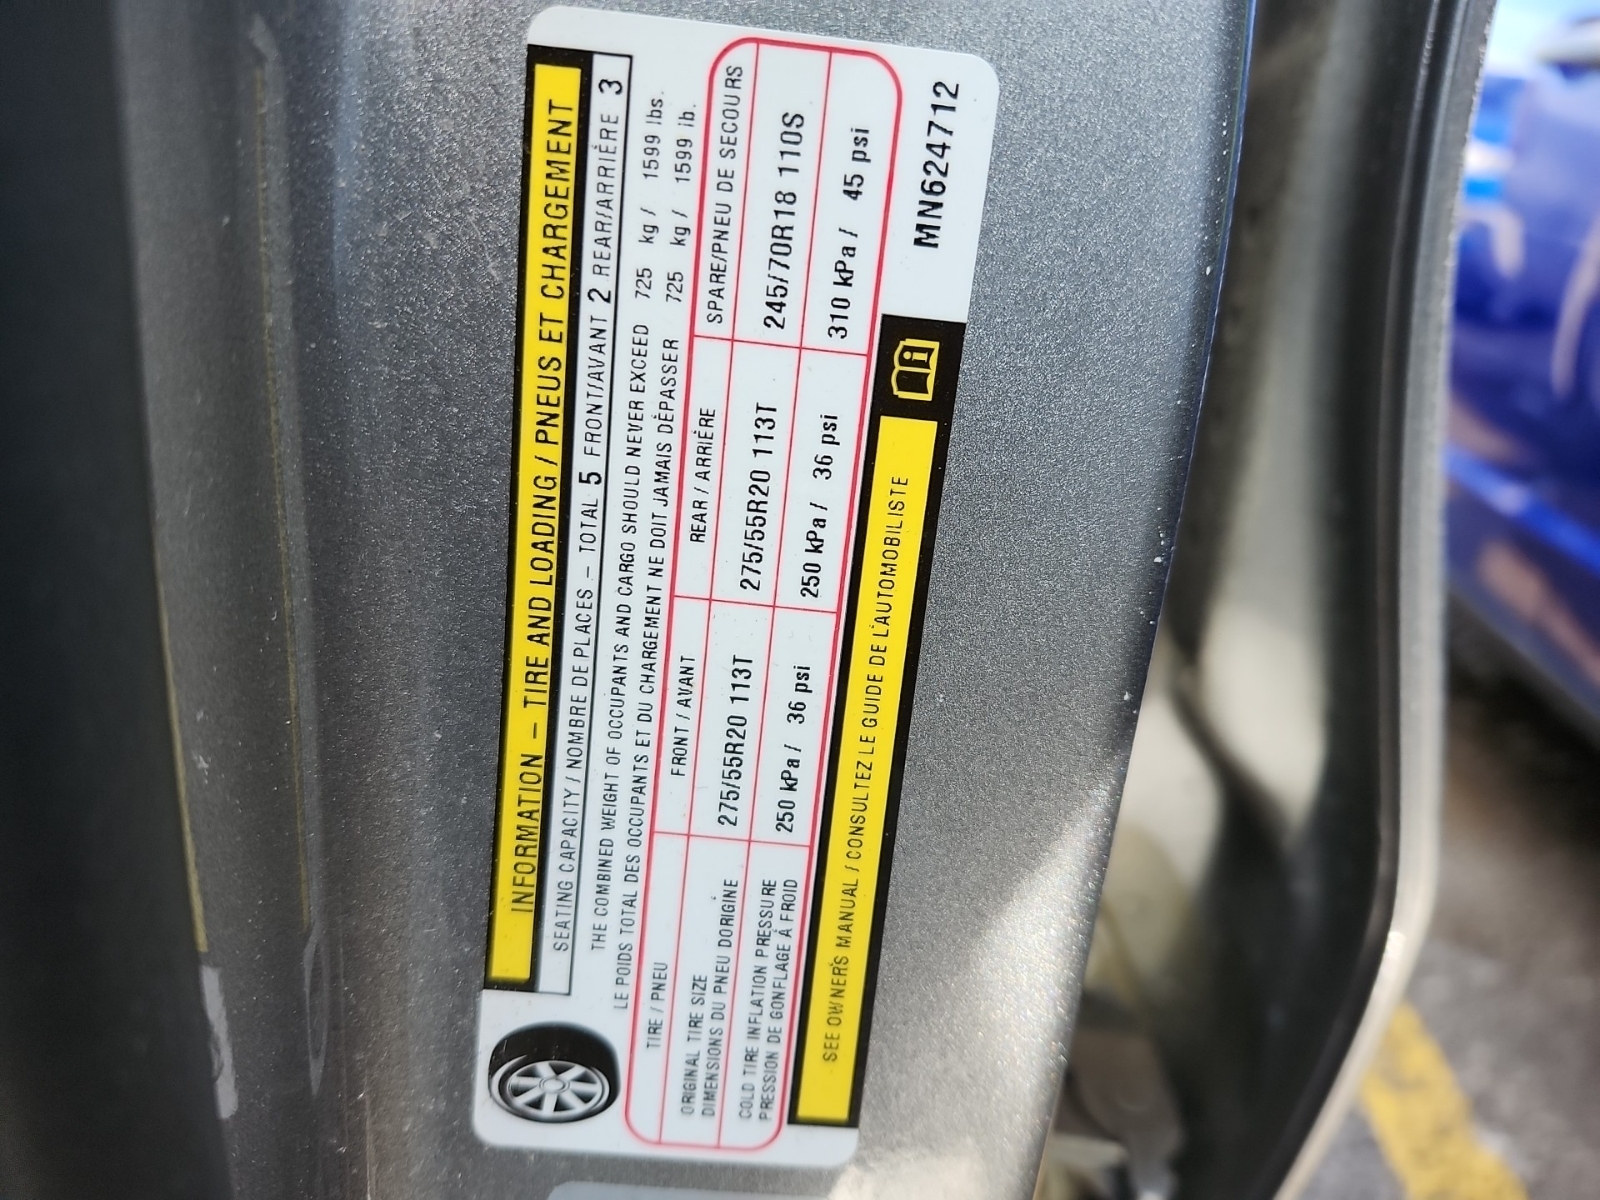 INFORMATION – TIRE AND LOADING / PNEUS ET CHARGEMENT
SEATING CAPACITY / NOMBRE DE PLACES – TOTAL 5 FRONT/AVANT 2 REAR/ARRIÈRE 3
THE COMBINED WEIGHT OF OCCUPANTS AND CARGO SHOULD NEVER EXCEED 725 kg / 1599 lbs.
LE POIDS TOTAL DES OCCUPANTS ET DU CHARGEMENT NE DOIT JAMAIS DÉPASSER 725 kg / 1599 lb.
TIRE / PNEU FRONT / AVANT REAR / ARRIÈRE SPARE/PNEU DE SECOURS
ORIGINAL TIRE SIZE
DIMENSIONS DU PNEU D'ORIGINE 275/55R20 113T 275/55R20 113T 245/70R18 110S
COLD TIRE INFLATION PRESSURE
PRESSION DE GONFLAGE À FROID 250 kPa / 36 psi 250 kPa / 36 psi 310 kPa / 45 psi
SEE OWNER'S MANUAL / CONSULTEZ LE GUIDE DE L'AUTOMOBILISTE
MN624712